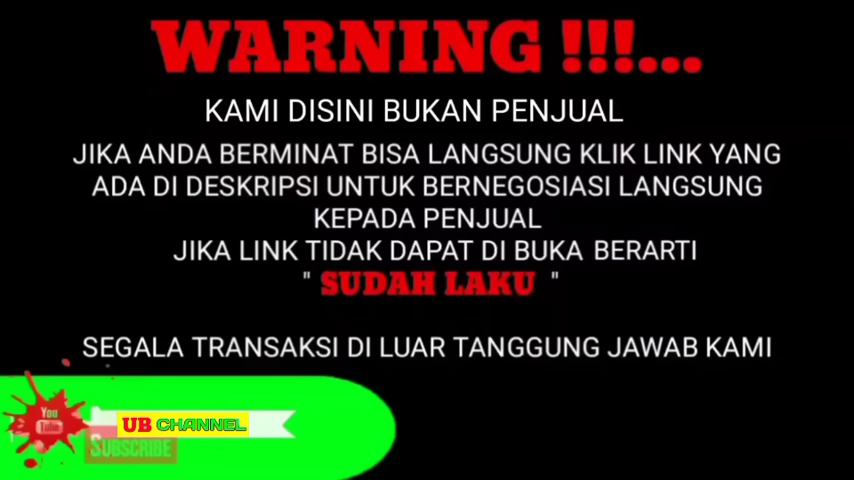 WARNING !!!...
KAMI DISINI BUKAN PENJUAL
JIKA ANDA BERMINAT BISA LANGSUNG KLIK LINK YANG
ADA DI DESKRIPSI UNTUK BERNEGOSIASI LANGSUNG
KEPADA PENJUAL
JIKA LINK TIDAK DAPAT DI BUKA BERARTI
" SUDAH LAKU "
SEGALA TRANSAKSI DI LUAR TANGGUNG JAWAB KAMI
You
Tube
UB CHANNEL
SUBSCRIBE